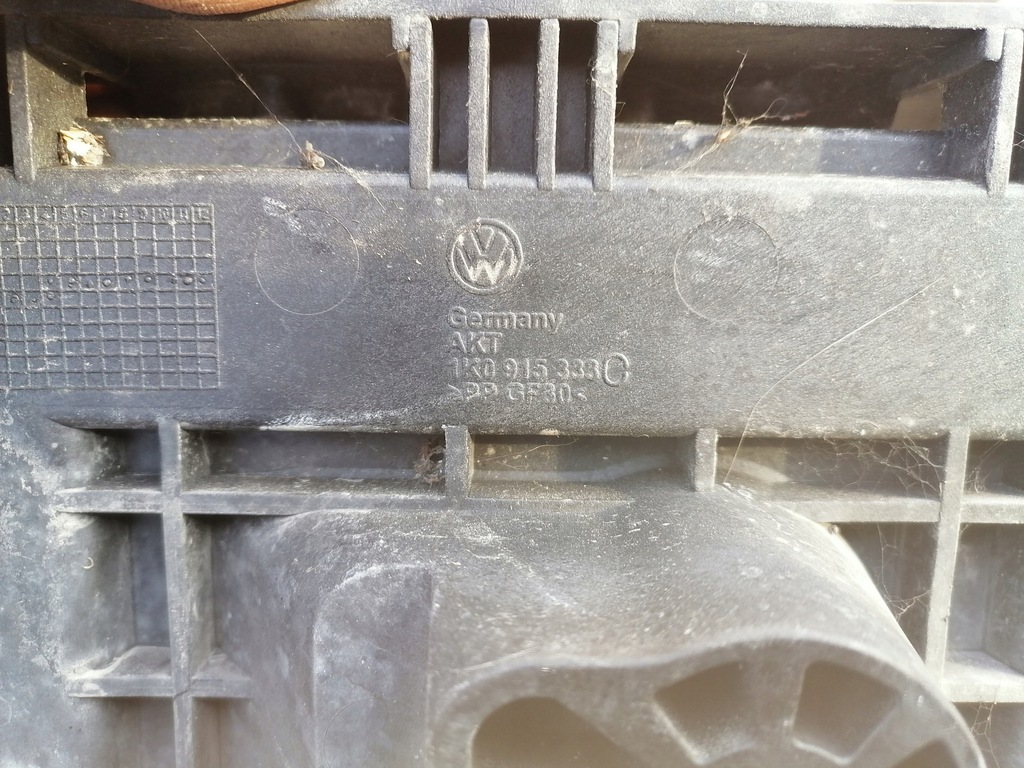 Germany
AKT
1K0 915 333 C
>PP GF30<